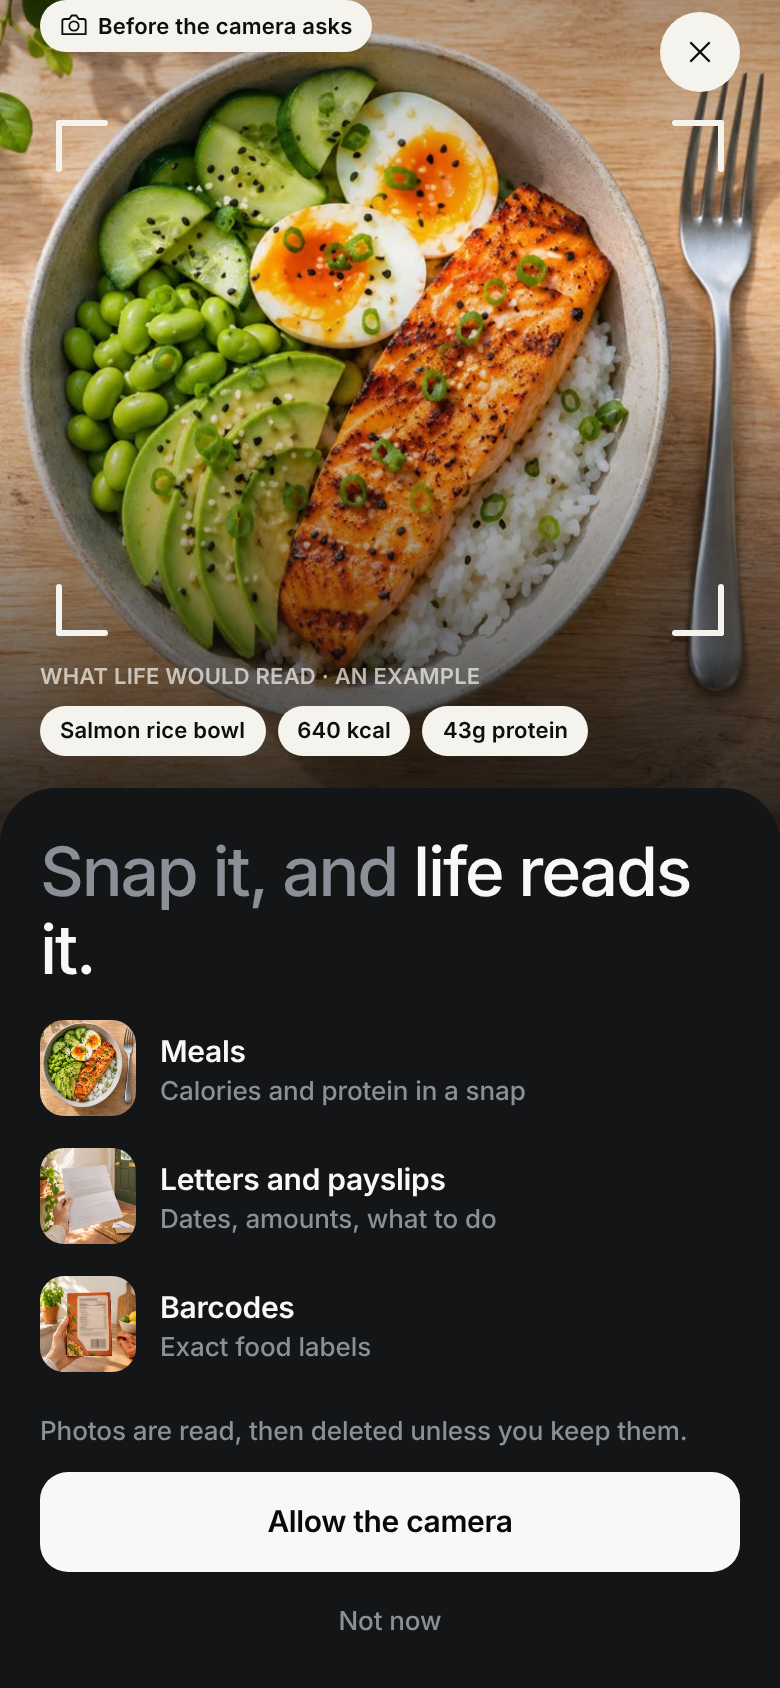 Before the camera asks
WHAT LIFE WOULD READ · AN EXAMPLE
Salmon rice bowl
640 kcal
43g protein
Snap it, and life reads
it.
Meals
Calories and protein in a snap
Letters and payslips
Dates, amounts, what to do
Barcodes
Exact food labels
Photos are read, then deleted unless you keep them.
Allow the camera
Not now